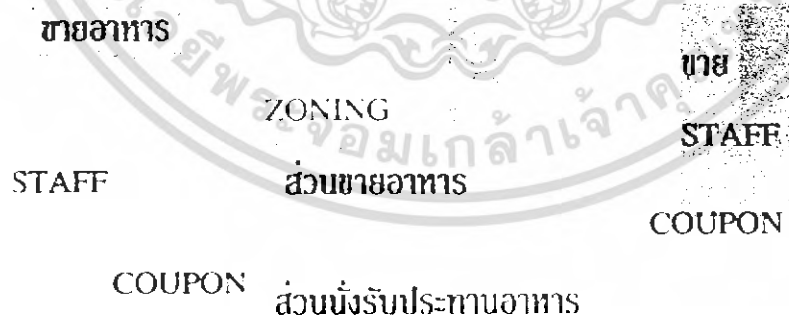 ขายอาหาร
ขาย
ZONING
STAFF
STAFF
ส่วนขายอาหาร
COUPON
COUPON
ส่วนนั่งรับประทานอาหาร